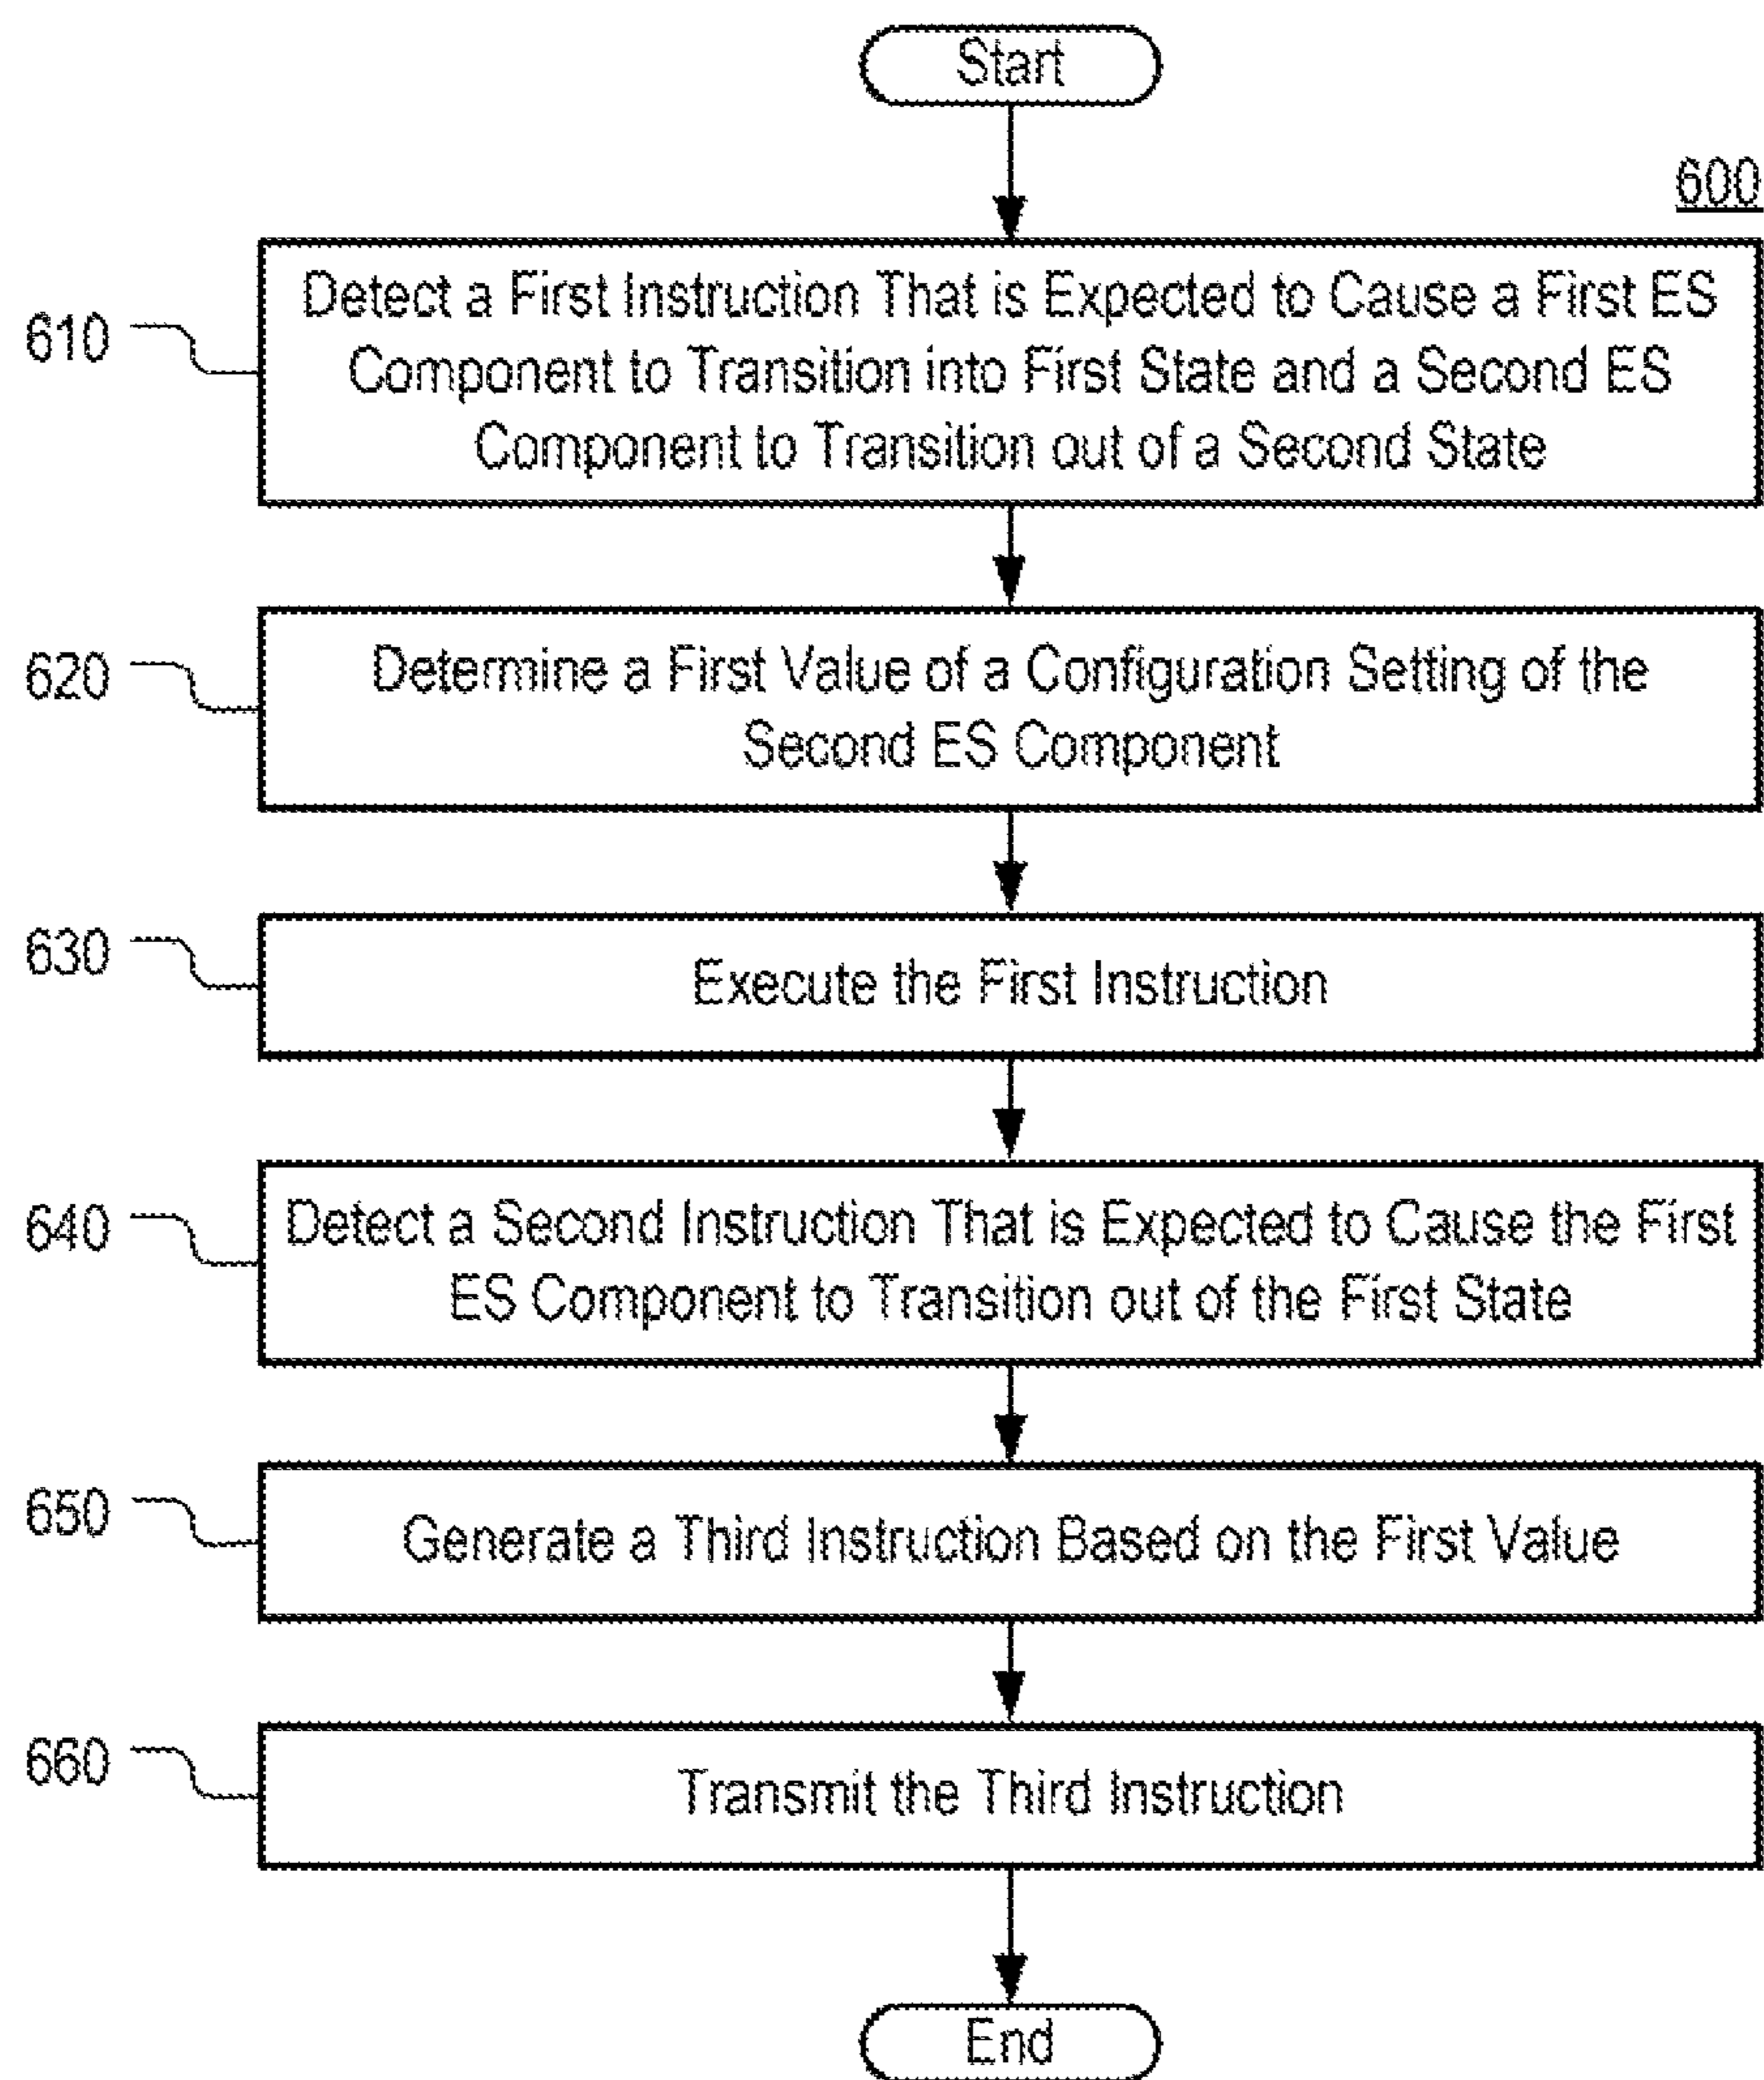 Start
600
610
Detect a First Instruction That is Expected to Cause a First ES
Component to Transition into First State and a Second ES
Component to Transition out of a Second State
620
Determine a First Value of a Configuration Setting of the
Second ES Component
630
Execute the First Instruction
640
Detect a Second Instruction That is Expected to Cause the First
ES Component to Transition out of the First State
650
Generate a Third Instruction Based on the First Value
660
Transmit the Third Instruction
End